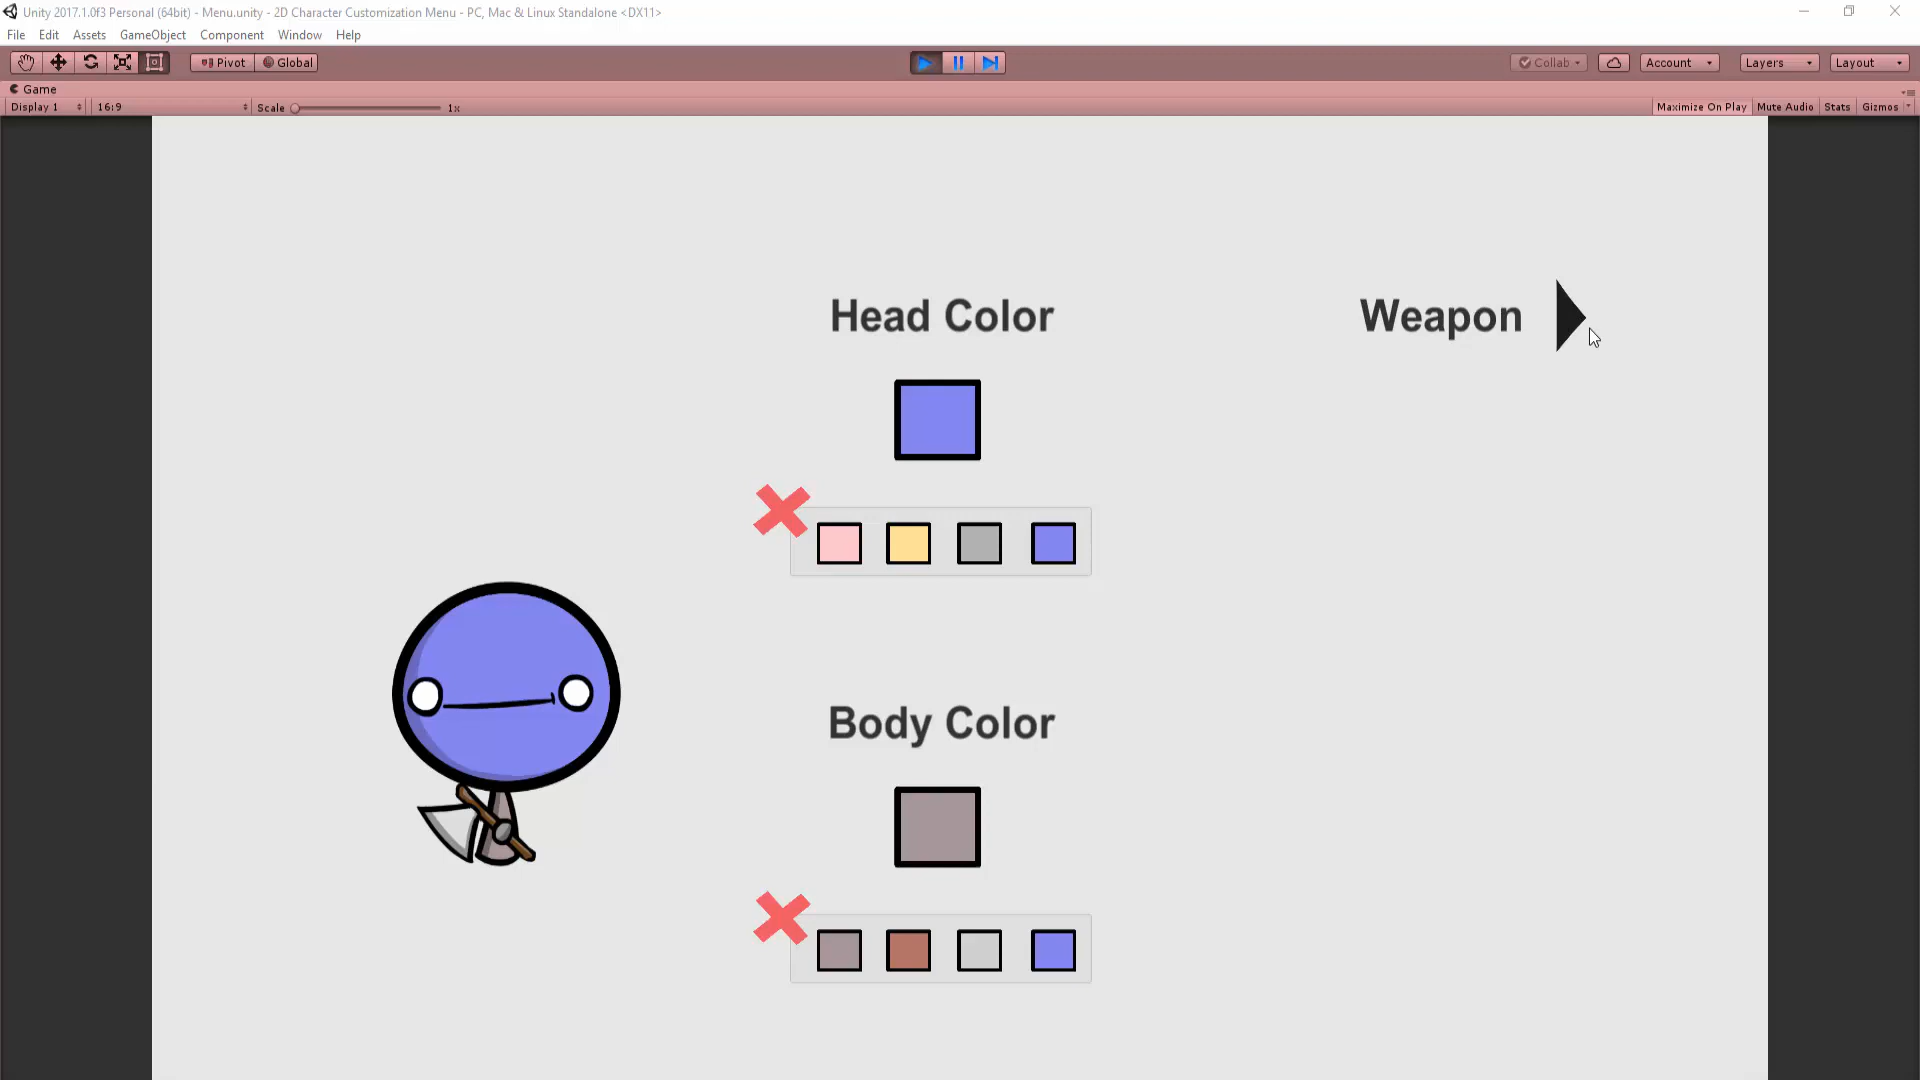 Unity 2017.1.0f3 Personal (64bit) - Menu.unity - 2D Character Customization Menu - PC, Mac & Linux Standalone <DX11>
File Edit Assets GameObject Component Window Help
Pivot Global Collab Account Layers Layout
Game
Display 1 16:9 Scale 1x Maximize On Play Mute Audio Stats Gizmos
Head Color Weapon
Body Color